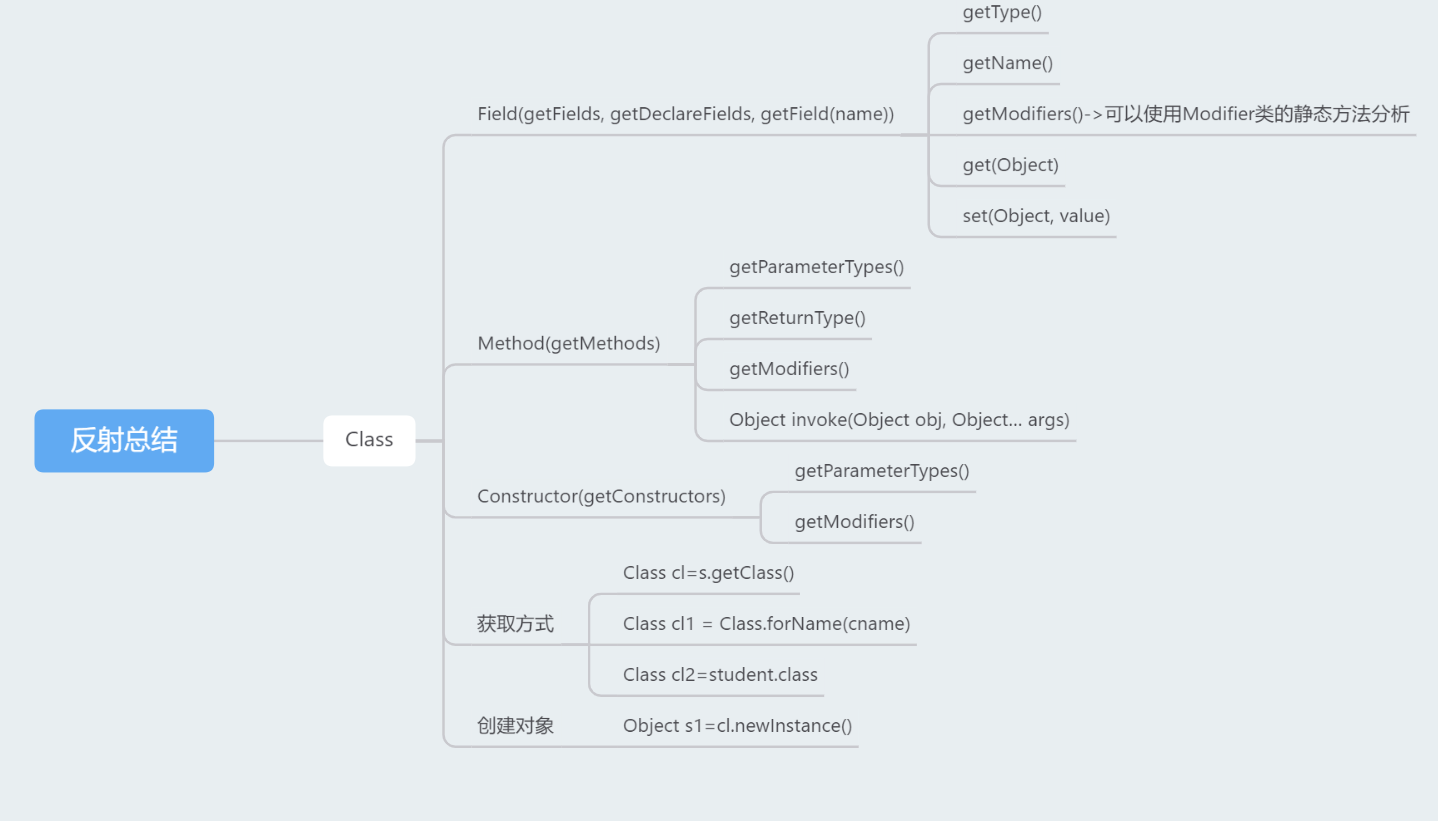 反射总结
Class
Field(getFields, getDeclareFields, getField(name))
getType()
getName()
getModifiers()->可以使用Modifier类的静态方法分析
get(Object)
set(Object, value)
Method(getMethods)
getParameterTypes()
getReturnType()
getModifiers()
Object invoke(Object obj, Object... args)
Constructor(getConstructors)
getParameterTypes()
getModifiers()
获取方式
Class cl=s.getClass()
Class cl1 = Class.forName(cname)
Class cl2=student.class
创建对象
Object s1=cl.newInstance()